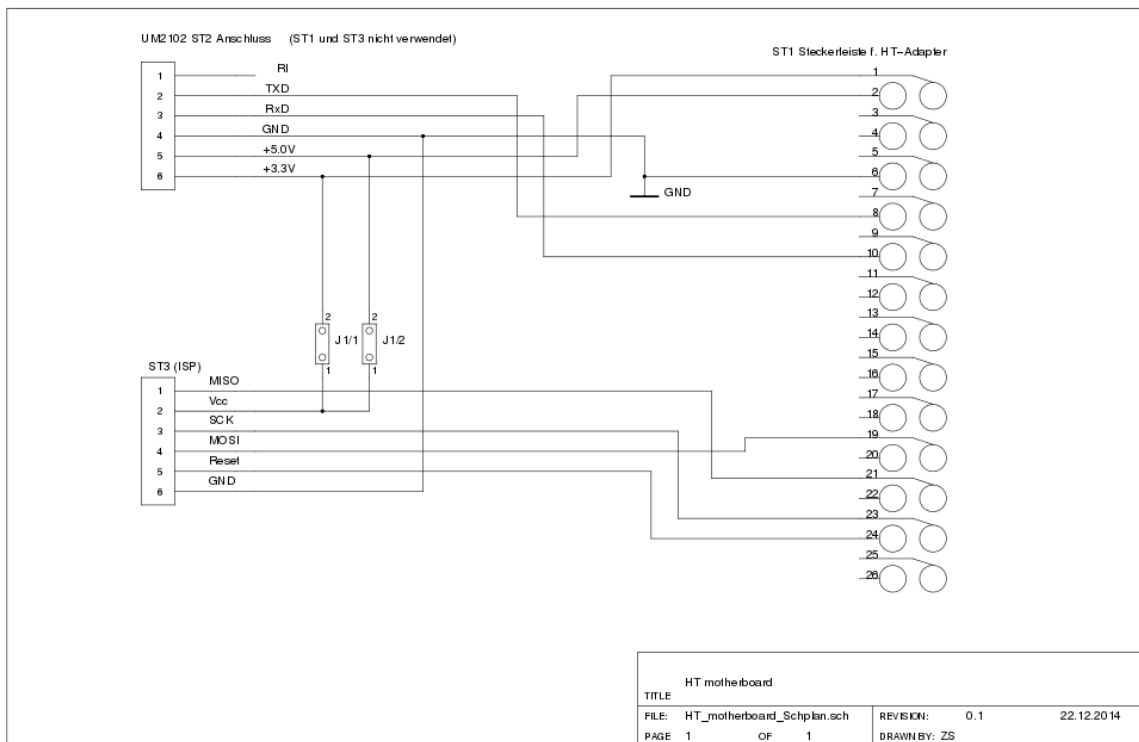 UM2102 ST2 Anschluss (ST1 und ST3 nicht verwendet)
1 RI
2 TXD
3 RxD
4 GND
5 +5.0V
6 +3.3V
GND
ST1 Steckerleiste f. HT-Adapter
1
2
3
4
5
6
7
8
9
10
11
12
13
14
15
16
17
18
19
20
21
22
23
24
25
26
2 2
J1/1 J1/2
1 1
ST3 (ISP)
1 MISO
2 Vcc
3 SCK
4 MOSI
5 Reset
6 GND
TITLE HT motherboard
FILE: HT_motherboard_Schplan.sch REVISION: 0.1 22.12.2014
PAGE 1 OF 1 DRAWN BY: ZS